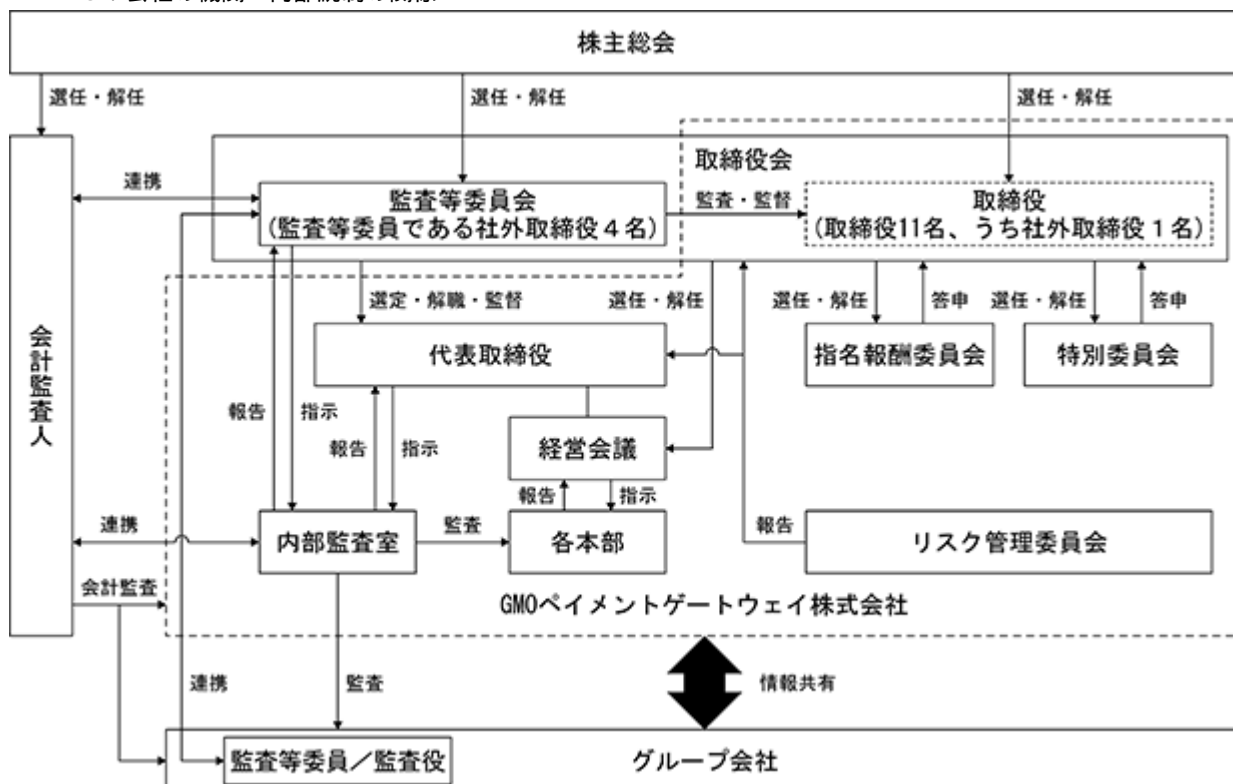 株主総会
選任・解任
選任・解任
選任・解任
取締役会
連携
監査等委員会
(監査等委員である社外取締役４名)
監査・監督
取締役
(取締役11名、うち社外取締役１名)
選定・解職・監督
選任・解任
選任・解任
答申
選任・解任
答申
会計監査人
代表取締役
指名報酬委員会
特別委員会
報告
指示
報告
指示
経営会議
報告
指示
連携
内部監査室
監査
各本部
報告
リスク管理委員会
会計監査
GMOペイメントゲートウェイ株式会社
連携
監査
情報共有
監査等委員／監査役
グループ会社